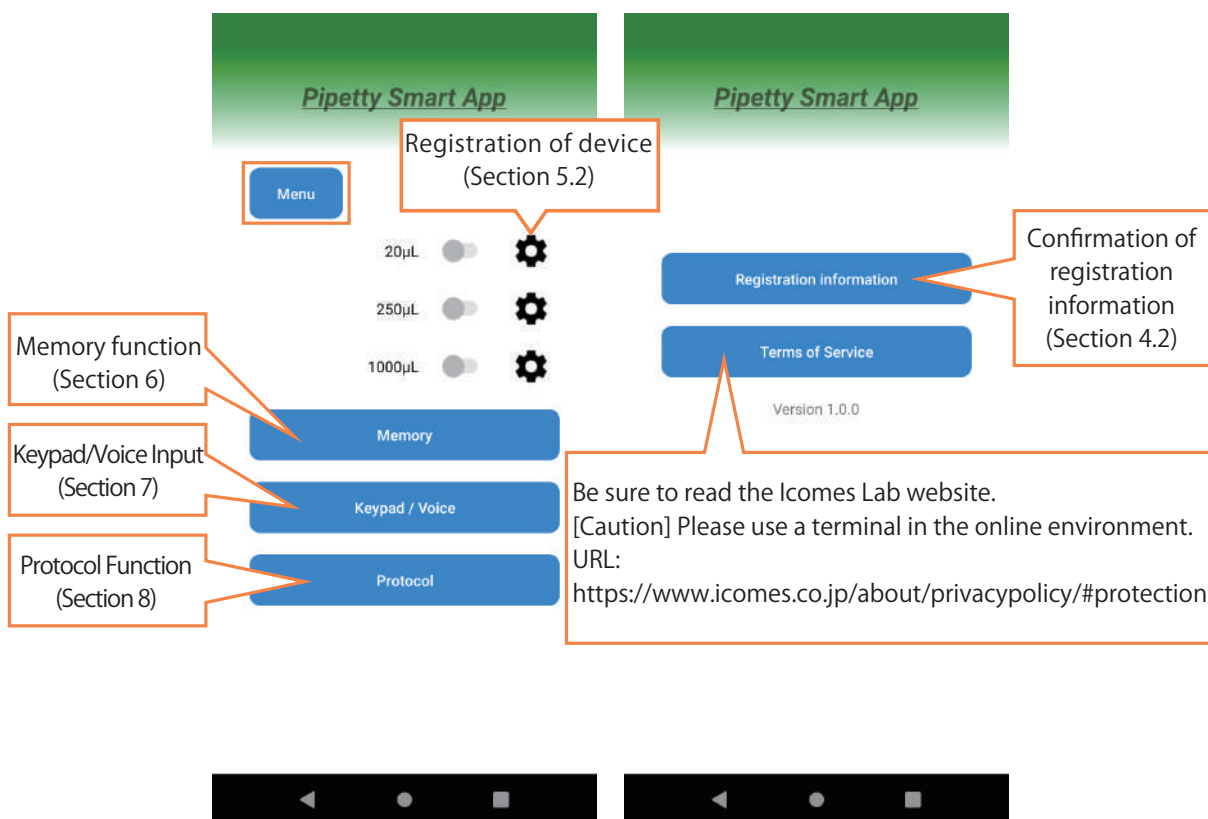 Pipetty Smart App
Registration of device
(Section 5.2)
Menu
20µL
250µL
1000µL
Memory function
(Section 6)
Memory
Keypad/Voice Input
(Section 7)
Keypad / Voice
Protocol Function
(Section 8)
Protocol
Pipetty Smart App
Registration information
Confirmation of
registration
information
(Section 4.2)
Terms of Service
Version 1.0.0
Be sure to read the Icomes Lab website.
[Caution] Please use a terminal in the online environment.
URL:
https://www.icomes.co.jp/about/privacypolicy/#protection